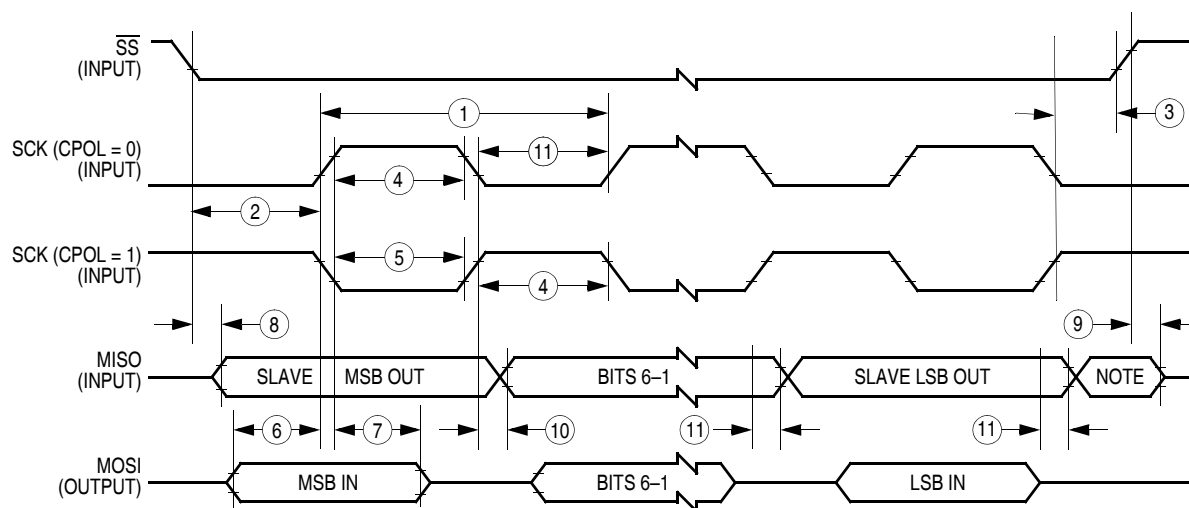 SS
(INPUT)
1
3
SCK (CPOL = 0)
(INPUT)
11
4
2
SCK (CPOL = 1)
(INPUT)
5
4
8
9
MISO
(INPUT)
SLAVE MSB OUT
BITS 6–1
SLAVE LSB OUT
NOTE
6
7
10
11
11
MOSI
(OUTPUT)
MSB IN
BITS 6–1
LSB IN